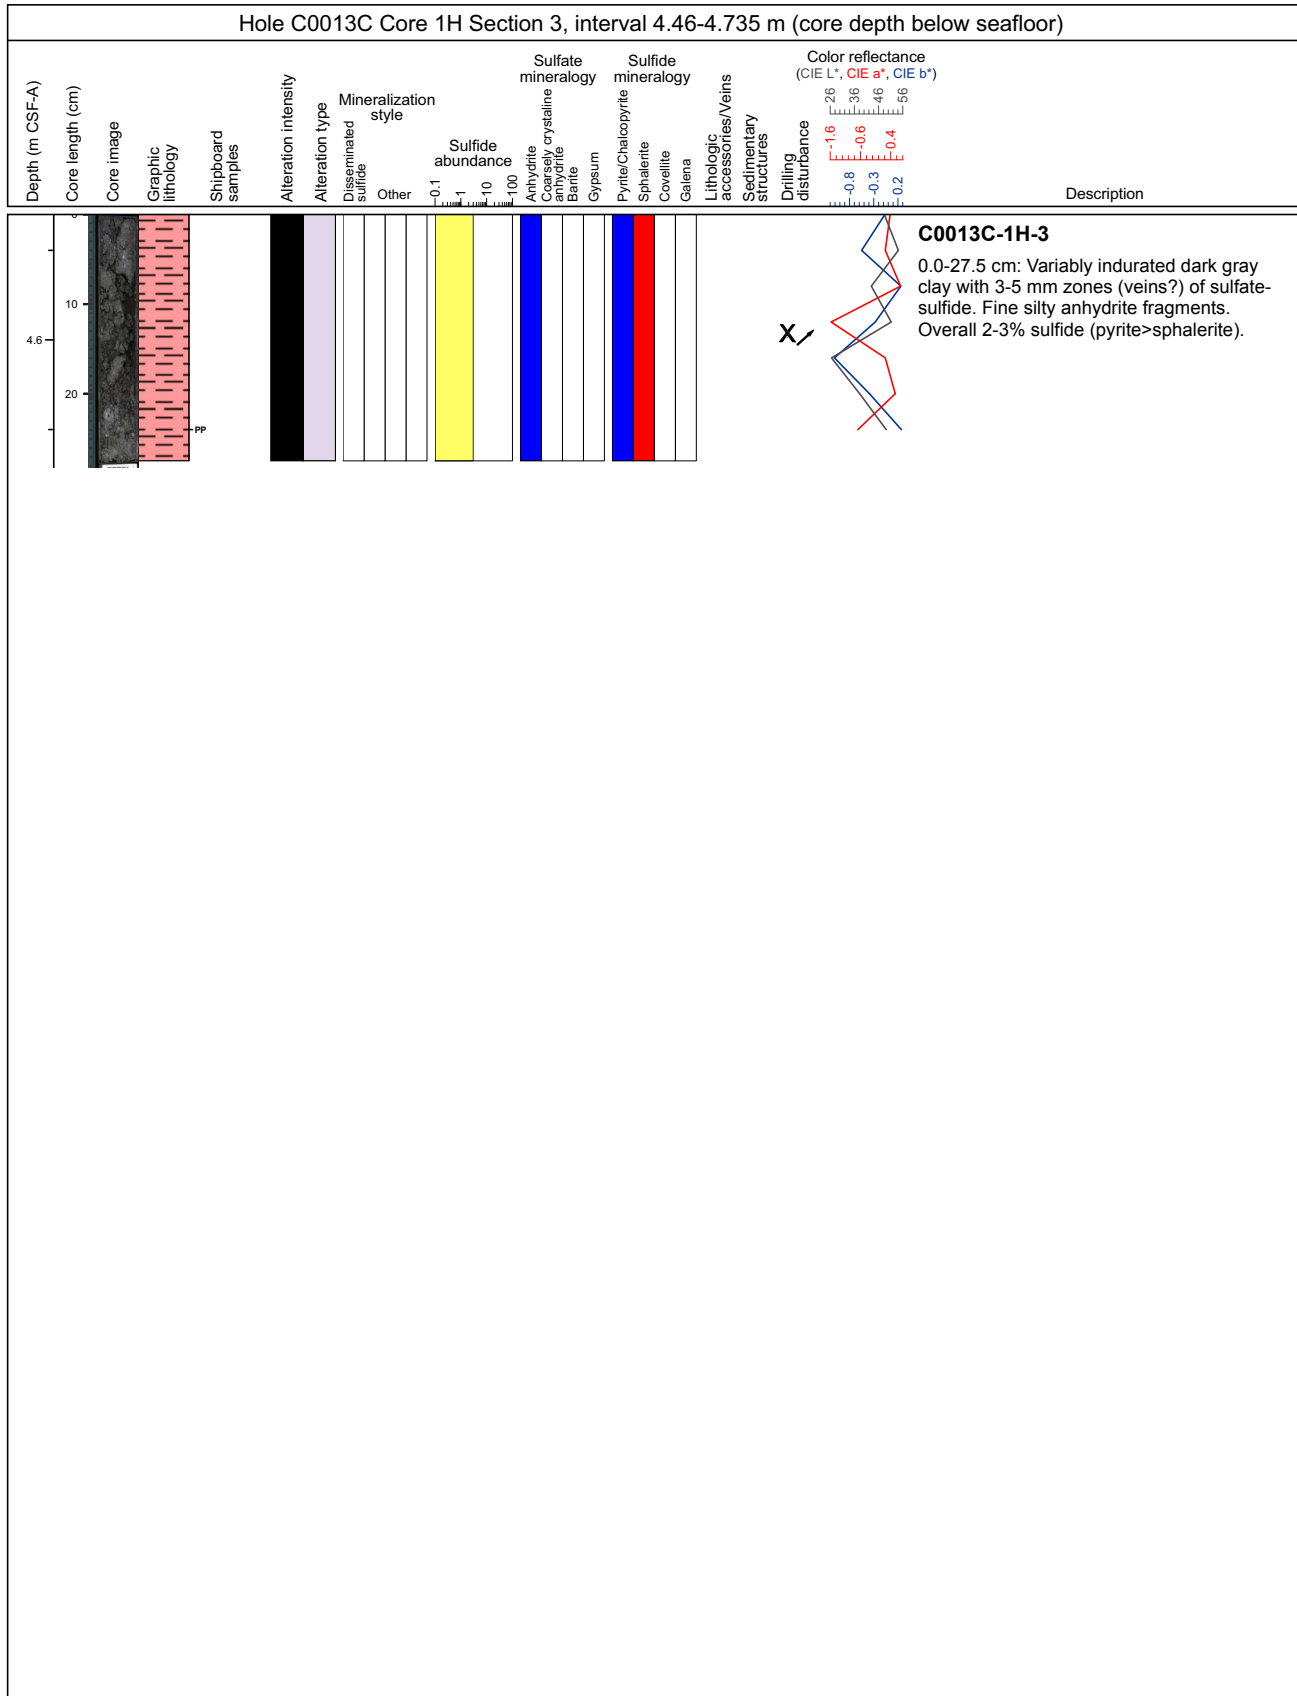 Hole C0013C Core 1H Section 3, interval 4.46-4.735 m (core depth below seafloor)
Depth (m CSF-A)
Core length (cm)
Core image
Graphic
lithology
Shipboard
samples
Alteration intensity
Alteration type
Mineralization
style
Disseminated
sulfide
Other
Sulfide
abundance
0.1
1
10
100
Sulfate
mineralogy
Anhydrite
Coarsely crystaline
anhydrite
Barite
Gypsum
Sulfide
mineralogy
Pyrite/Chalcopyrite
Sphalerite
Covellite
Galena
Lithologic
accessories/Veins
Sedimentary
structures
Drilling
disturbance
Color reflectance
(CIE L*, CIE a*, CIE b*)
26
36
46
56
-1.6
-0.6
0.4
-0.8
-0.3
0.2
Description
0
10
4.6
20
PP
X
C0013C-1H-3
0.0-27.5 cm: Variably indurated dark gray
clay with 3-5 mm zones (veins?) of sulfate-
sulfide. Fine silty anhydrite fragments.
Overall 2-3% sulfide (pyrite>sphalerite).